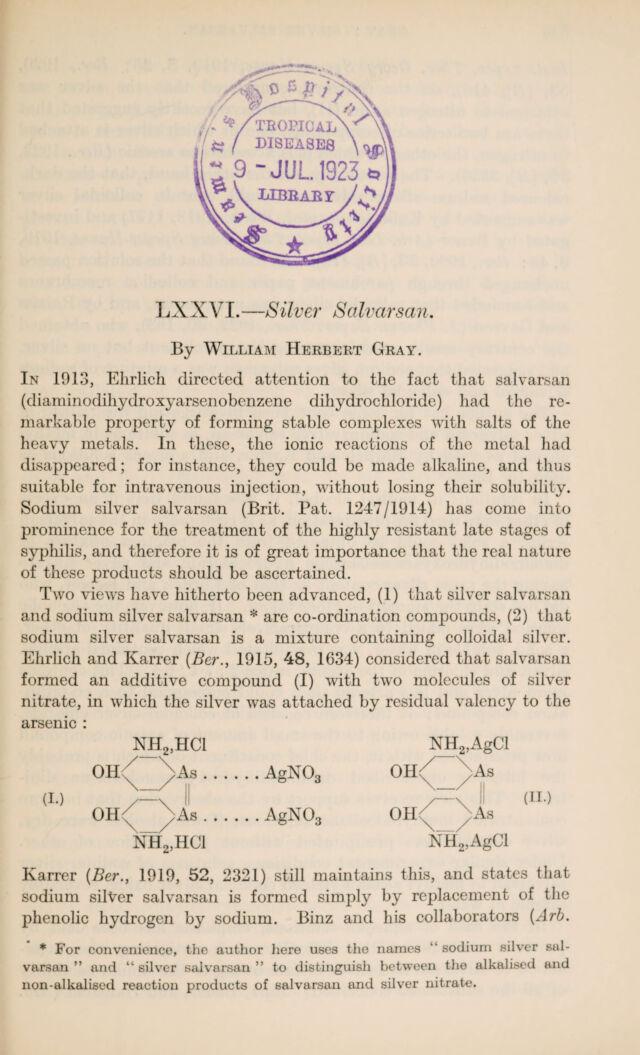 Seamen's Hospital Society
TROPICAL
DISEASES
9 - JUL. 1923
LIBRARY
LXXVI.—Silver Salvarsan.
By WILLIAM HERBERT GRAY.
IN 1913, Ehrlich directed attention to the fact that salvarsan
(diaminodihydroxyarsenobenzene dihydrochloride) had the re-
markable property of forming stable complexes with salts of the
heavy metals. In these, the ionic reactions of the metal had
disappeared; for instance, they could be made alkaline, and thus
suitable for intravenous injection, without losing their solubility.
Sodium silver salvarsan (Brit. Pat. 1247/1914) has come into
prominence for the treatment of the highly resistant late stages of
syphilis, and therefore it is of great importance that the real nature
of these products should be ascertained.
Two views have hitherto been advanced, (1) that silver salvarsan
and sodium silver salvarsan * are co-ordination compounds, (2) that
sodium silver salvarsan is a mixture containing colloidal silver.
Ehrlich and Karrer (Ber., 1915, 48, 1634) considered that salvarsan
formed an additive compound (I) with two molecules of silver
nitrate, in which the silver was attached by residual valency to the
arsenic :
NH₂,HCl NH₂,AgCl
OH As . . . . . . AgNO₃ OH As
(I.) (II.)
OH As . . . . . . AgNO₃ OH As
NH₂,HCl NH₂,AgCl
Karrer (Ber., 1919, 52, 2321) still maintains this, and states that
sodium silver salvarsan is formed simply by replacement of the
phenolic hydrogen by sodium. Binz and his collaborators (Arb.
* For convenience, the author here uses the names " sodium silver sal-
varsan " and " silver salvarsan " to distinguish between the alkalised and
non-alkalised reaction products of salvarsan and silver nitrate.